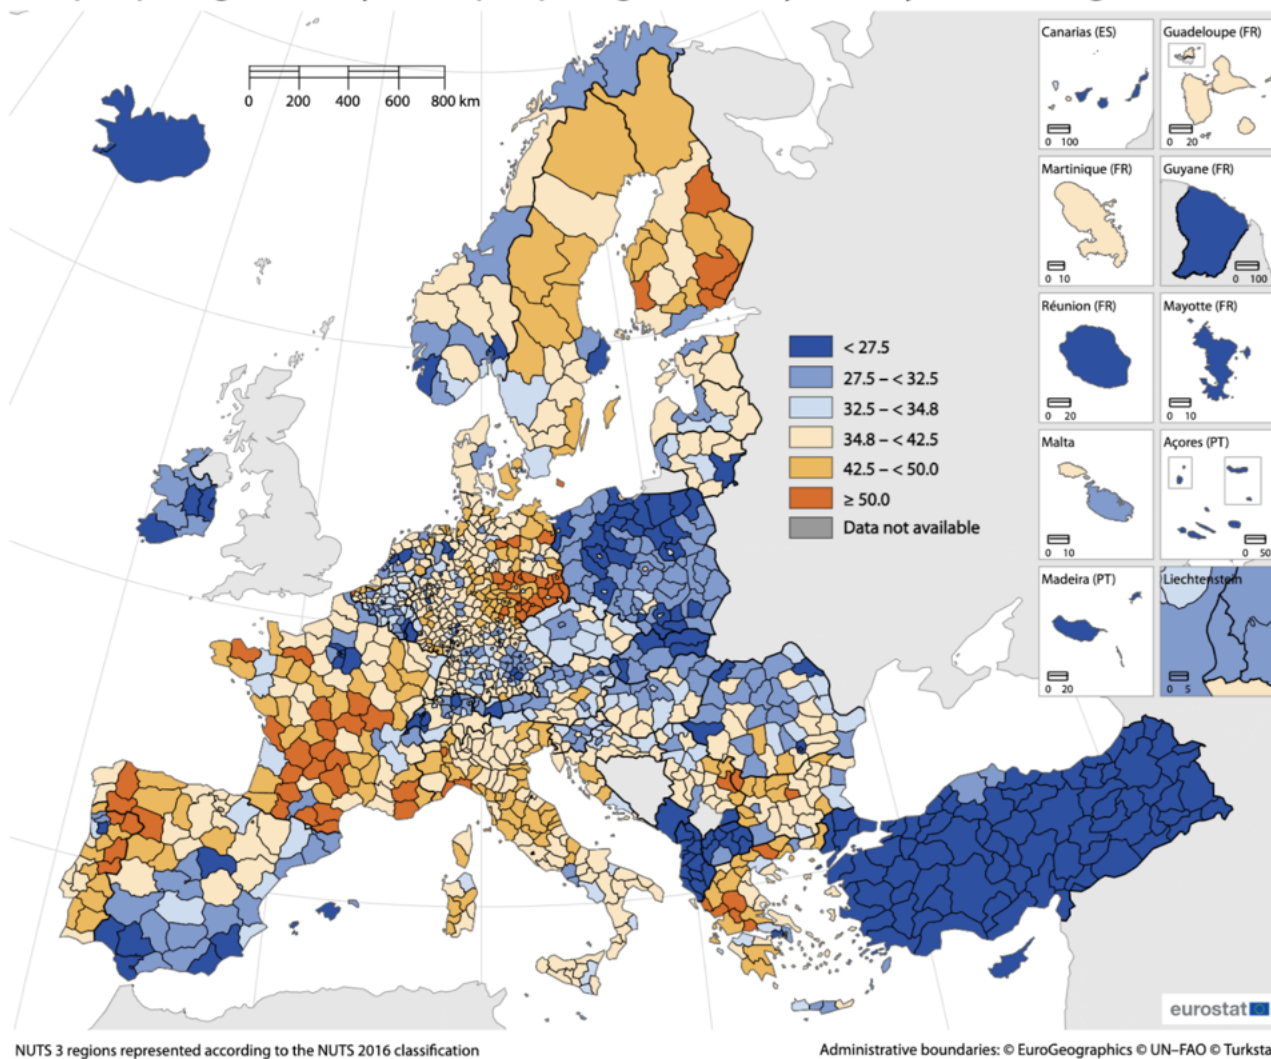 0 200 400 600 800 km
Canarias (ES)
0 100
Guadeloupe (FR)
0 20
Martinique (FR)
0 10
Guyane (FR)
0 100
Réunion (FR)
0 20
Mayotte (FR)
0 10
Malta
0 10
Açores (PT)
0 50
Madeira (PT)
0 20
Liechtenstein
0 5
< 27.5
27.5 – < 32.5
32.5 – < 34.8
34.8 – < 42.5
42.5 – < 50.0
≥ 50.0
Data not available
eurostat
NUTS 3 regions represented according to the NUTS 2016 classification
Administrative boundaries: © EuroGeographics © UN–FAO © Turksta